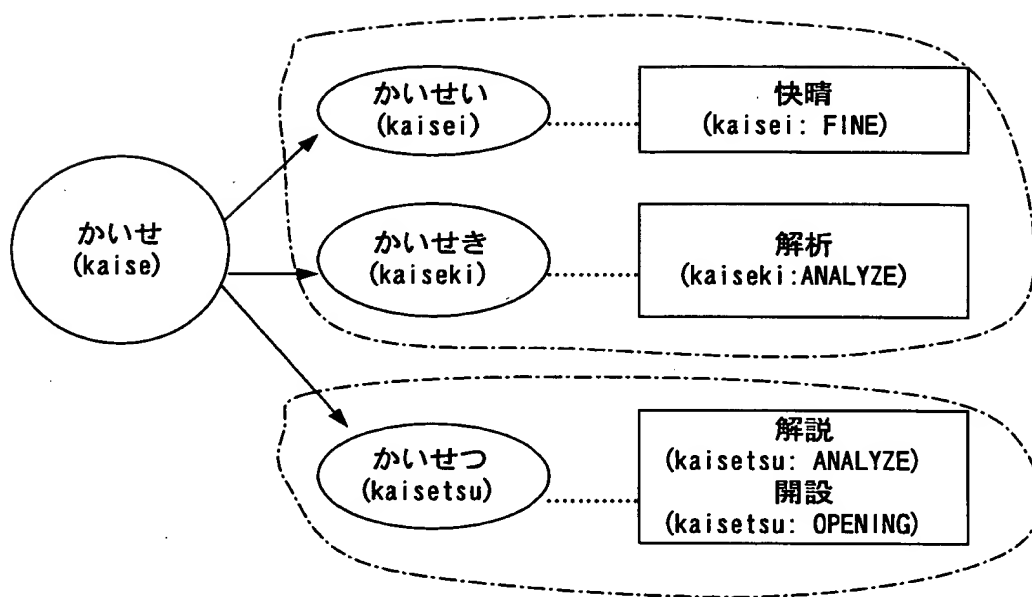 かいせ
(kaise)
かいせい
(kaisei)
快晴
(kaisei: FINE)
かいせき
(kaiseki)
解析
(kaiseki:ANALYZE)
かいせつ
(kaisetsu)
解説
(kaisetsu: ANALYZE)
開設
(kaisetsu: OPENING)